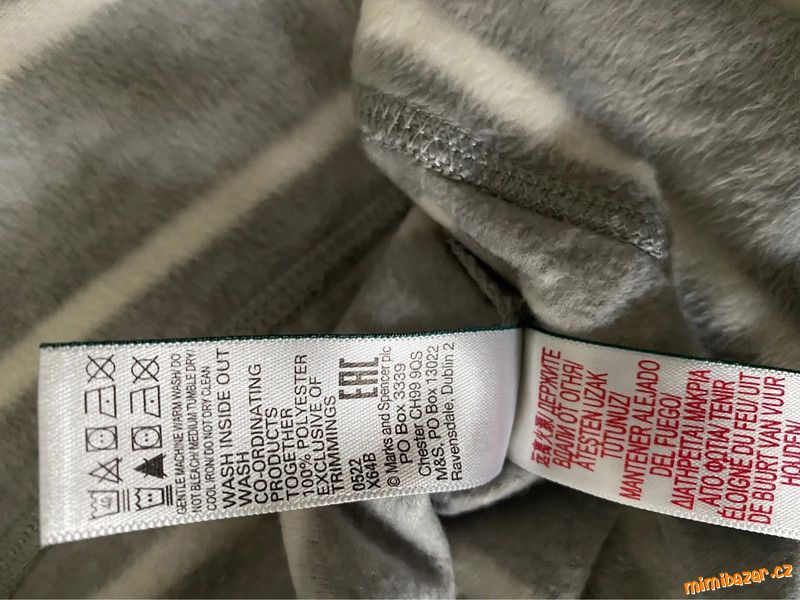 GENTLE MACHINE WARM WASH/ DO
NOT BLEACH/ MEDIUM TUMBLE DRY/
COOL IRON/ DO NOT DRY CLEAN
WASH INSIDE OUT
WASH
CO-ORDINATING
PRODUCTS
TOGETHER
100% POLYESTER
EXCLUSIVE OF
TRIMMINGS
0522
X64B
EAC
© Marks and Spencer plc
PO Box 3339
Chester CH99 9QS
M&S. PO Box 13022
Ravensdale, Dublin 2
ДЕРЖИТЕ
ВДАЛИ ОТ ОГНЯ/
ATEŞTEN UZAK
TUTUNUZ/
MANTENER ALEJADO
DEL FUEGO/
ΔΙΑΤΗΡΕΙΤΑΙ ΜΑΚΡΙΑ
ΑΠΟ ΦΩΤΙΑ/ TENIR
ÉLOIGNÉ DU FEU/ UIT
DE BUURT VAN VUUR
HOUDEN
mimibazar.cz